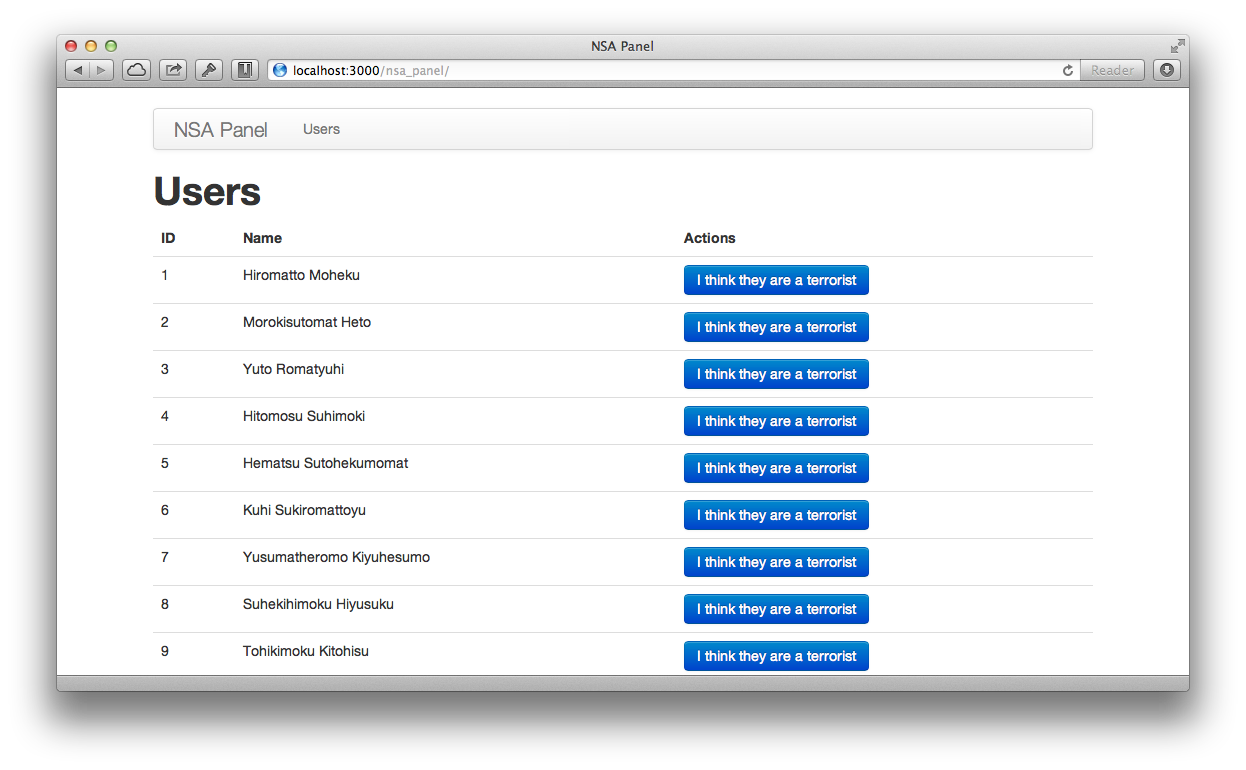 NSA Panel
localhost:3000/nsa_panel/ Reader
NSA Panel Users
Users
ID Name Actions
1 Hiromatto Moheku I think they are a terrorist
2 Morokisutomat Heto I think they are a terrorist
3 Yuto Romatyuhi I think they are a terrorist
4 Hitomosu Suhimoki I think they are a terrorist
5 Hematsu Sutohekumomat I think they are a terrorist
6 Kuhi Sukiromattoyu I think they are a terrorist
7 Yusumatheromo Kiyuhesumo I think they are a terrorist
8 Suhekihimoku Hiyusuku I think they are a terrorist
9 Tohikimoku Kitohisu I think they are a terrorist